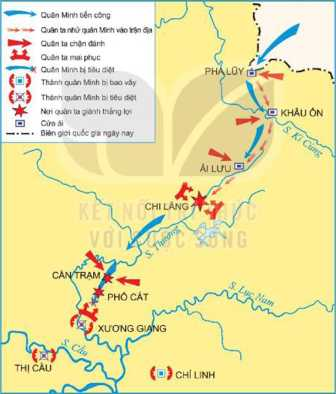 Quân Minh tiến công
Quân ta nhử quân Minh vào trận địa
Quân ta chặn đánh
Quân ta mai phục
Quân Minh bị tiêu diệt
Thành quân Minh bị bao vây
Thành quân Minh bị tiêu diệt
Nơi quân ta giành thắng lợi
Cửa ải
Biên giới quốc gia ngày nay
PHA LŨY
KHÂU ÔN
S. Kì Cùng
ẢI LƯU
CHI LĂNG
KẾT NỐI TRI THỨC
VỚI CUỘC SỐNG
S. Thương
CẦN TRẠM
PHỐ CÁT
S. Lục Nam
XƯƠNG GIANG
S. Cầu
THỊ CẦU
CHÍ LINH